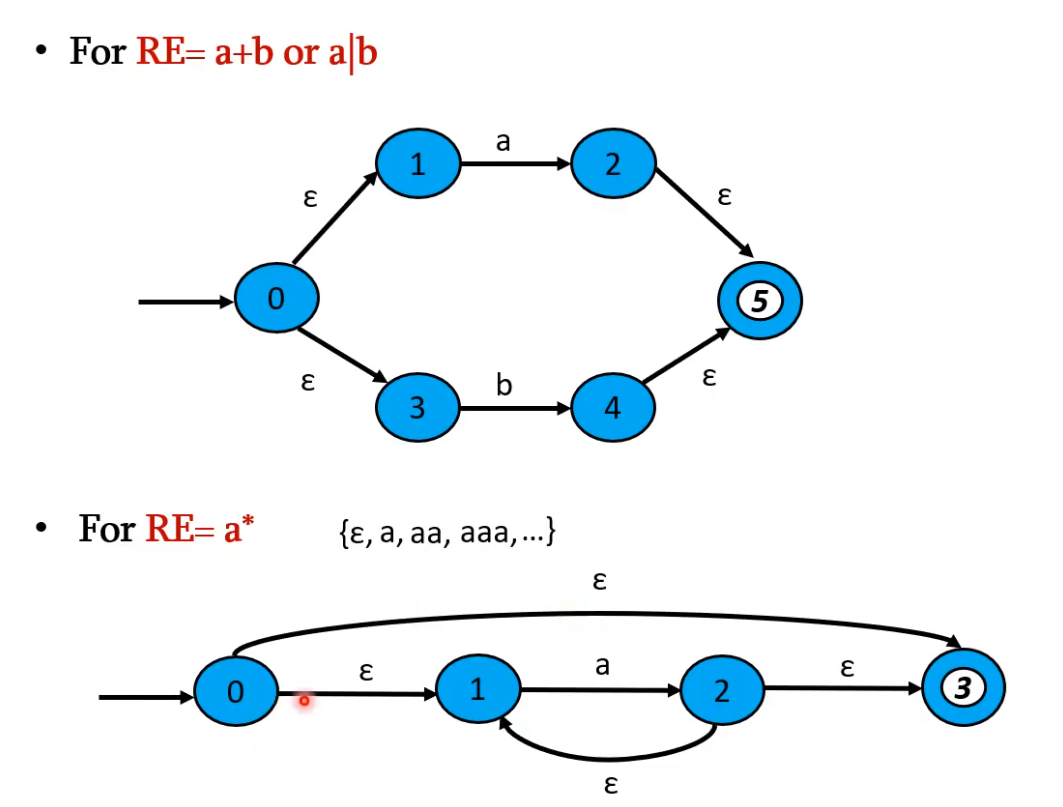 • For RE= a+b or a|b
1 a 2
ε ε
0 5
ε ε
3 b 4
• For RE= a* {ε, a, aa, aaa, ...}
ε
0 ε 1 a 2 ε 3
ε